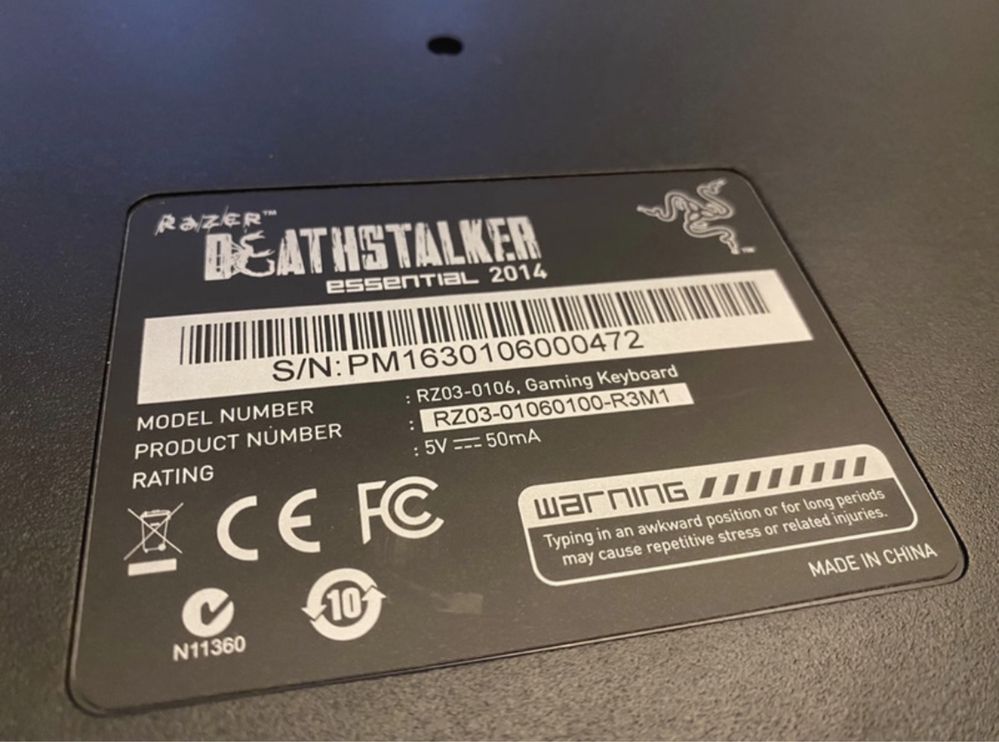 RAZER™
DEATHSTALKER
ESSENTIAL 2014
S/N:PM1630106000472
MODEL NUMBER : RZ03-0106, Gaming Keyboard
PRODUCT NUMBER : RZ03-01060100-R3M1
RATING : 5V ⎓ 50mA
CE FC
WARNING
Typing in an awkward position or for long periods
may cause repetitive stress or related injuries.
MADE IN CHINA
10
N11360